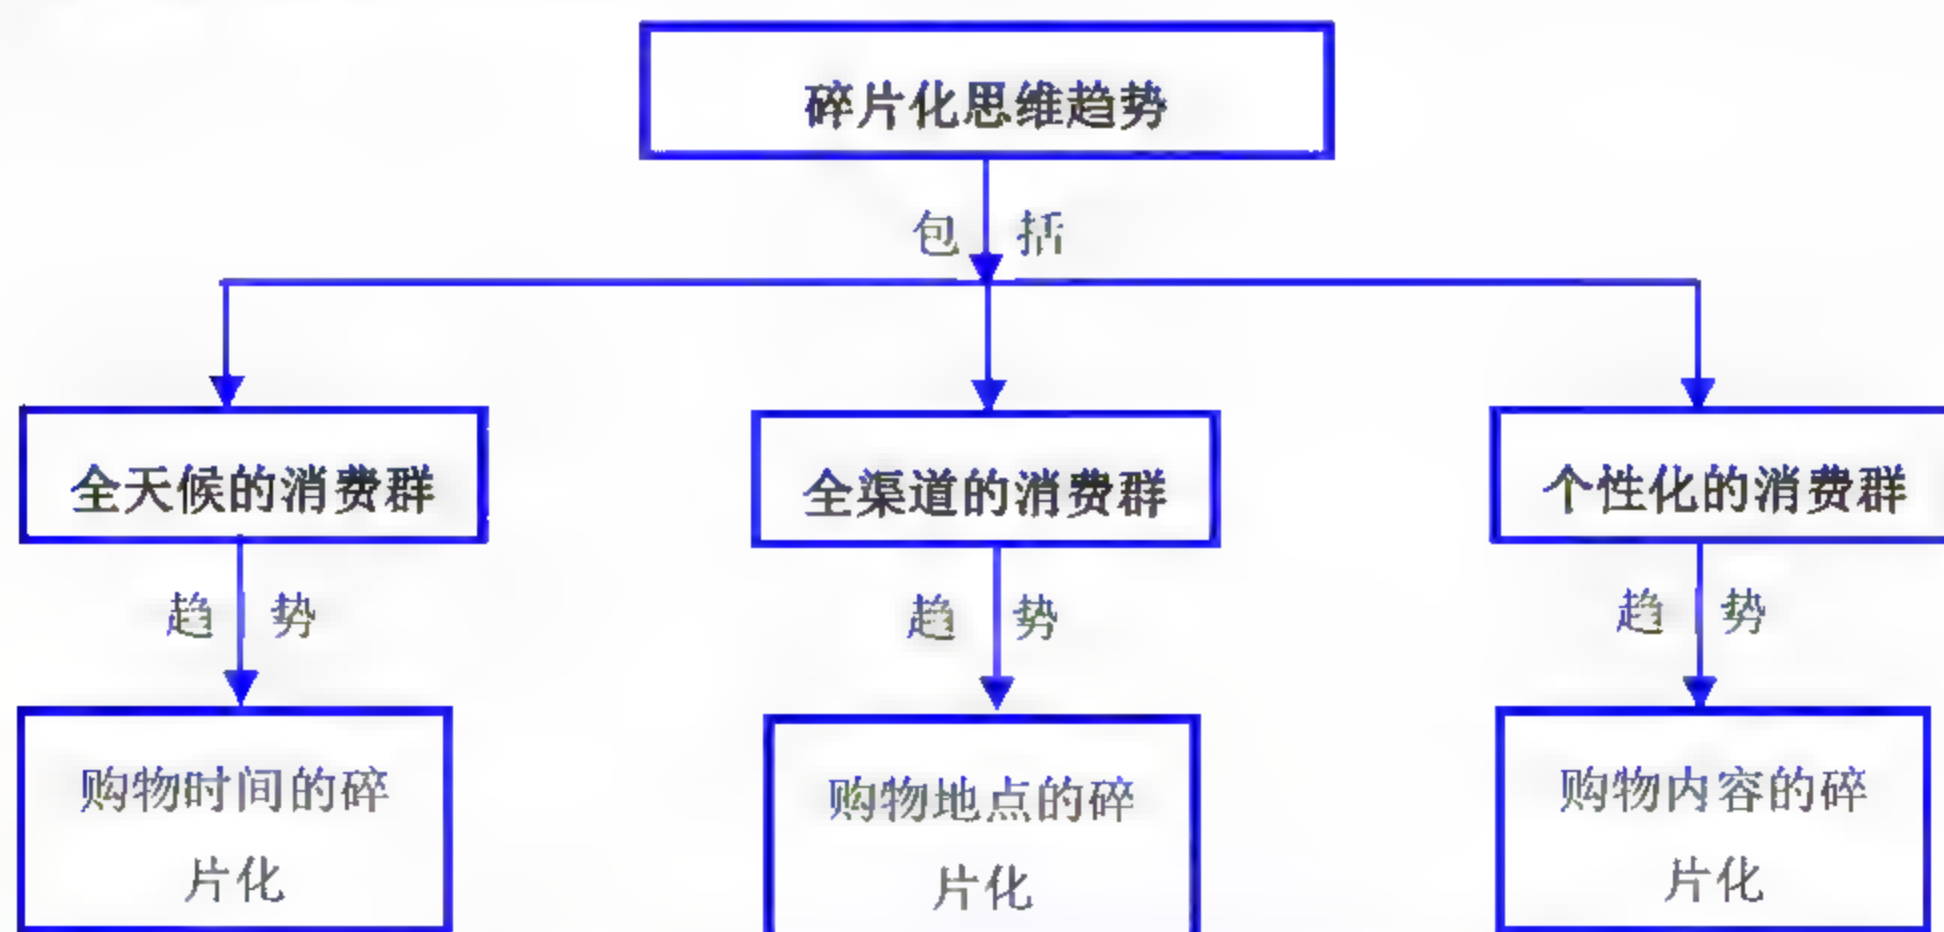 碎片化思维趋势
包 括
全天候的消费群
全渠道的消费群
个性化的消费群
趋 势
趋 势
趋 势
购物时间的碎
片化
购物地点的碎
片化
购物内容的碎
片化